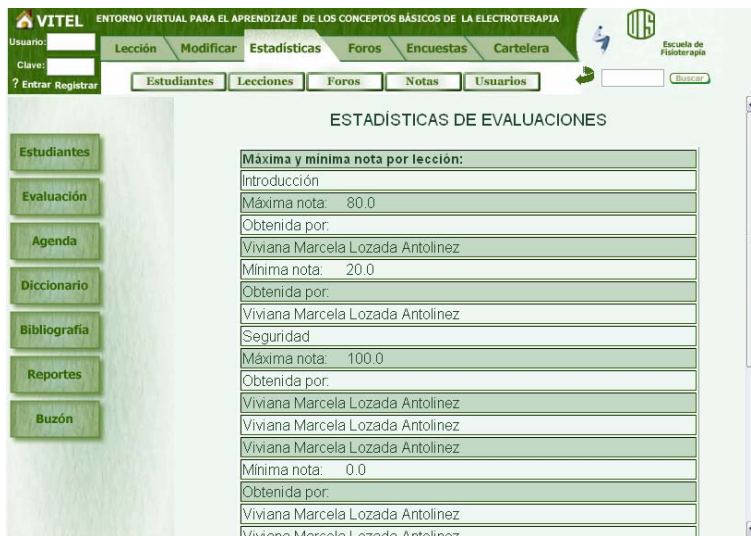 VITEL ENTORNO VIRTUAL PARA EL APRENDIZAJE DE LOS CONCEPTOS BÁSICOS DE LA ELECTROTERAPIA
UIS
Usuario:
Clave:
? Entrar Registrar
Lección Modificar Estadísticas Foros Encuestas Cartelera
Escuela de
Fisioterapia
Estudiantes Lecciones Foros Notas Usuarios
Buscar
ESTADÍSTICAS DE EVALUACIONES
Estudiantes
Evaluación
Agenda
Diccionario
Bibliografía
Reportes
Buzón
Máxima y mínima nota por lección:
Introducción
Máxima nota: 80.0
Obtenida por:
Viviana Marcela Lozada Antolinez
Mínima nota: 20.0
Obtenida por:
Viviana Marcela Lozada Antolinez
Seguridad
Máxima nota: 100.0
Obtenida por:
Viviana Marcela Lozada Antolinez
Viviana Marcela Lozada Antolinez
Viviana Marcela Lozada Antolinez
Mínima nota: 0.0
Obtenida por:
Viviana Marcela Lozada Antolinez
Viviana Marcela Lozada Antolinez